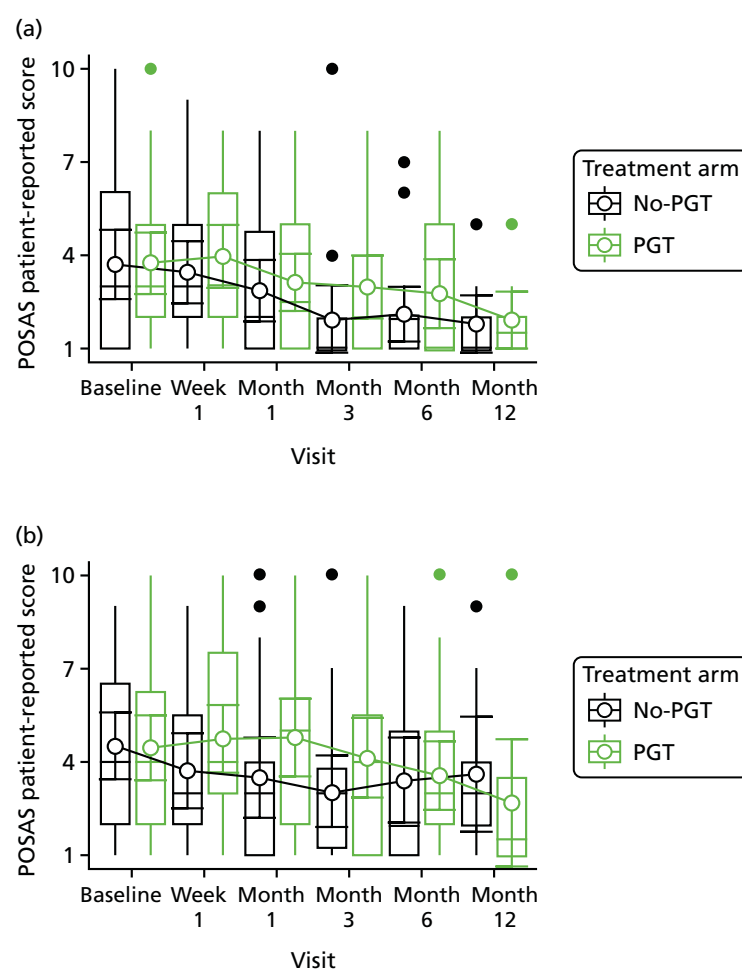 (a)
POSAS patient-reported score
10
7
4
1
Baseline Week 1 Month 1 Month 3 Month 6 Month 12
Visit
Treatment arm
No-PGT
PGT
(b)
POSAS patient-reported score
10
7
4
1
Baseline Week 1 Month 1 Month 3 Month 6 Month 12
Visit
Treatment arm
No-PGT
PGT